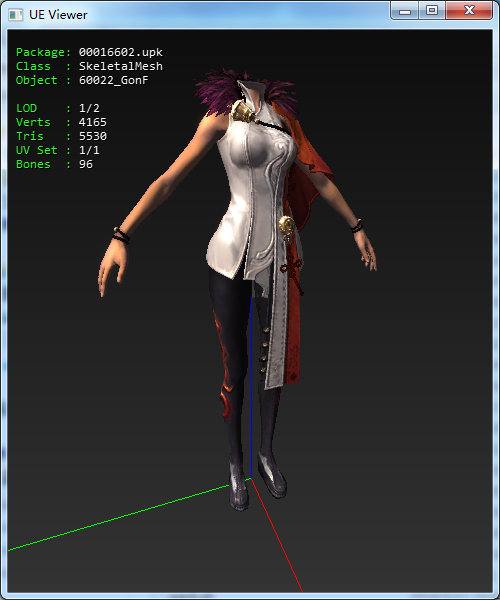 UE Viewer
Package: 00016602.upk
Class : SkeletalMesh
Object : 60022_GonF
LOD : 1/2
Verts : 4165
Tris : 5530
UV Set : 1/1
Bones : 96